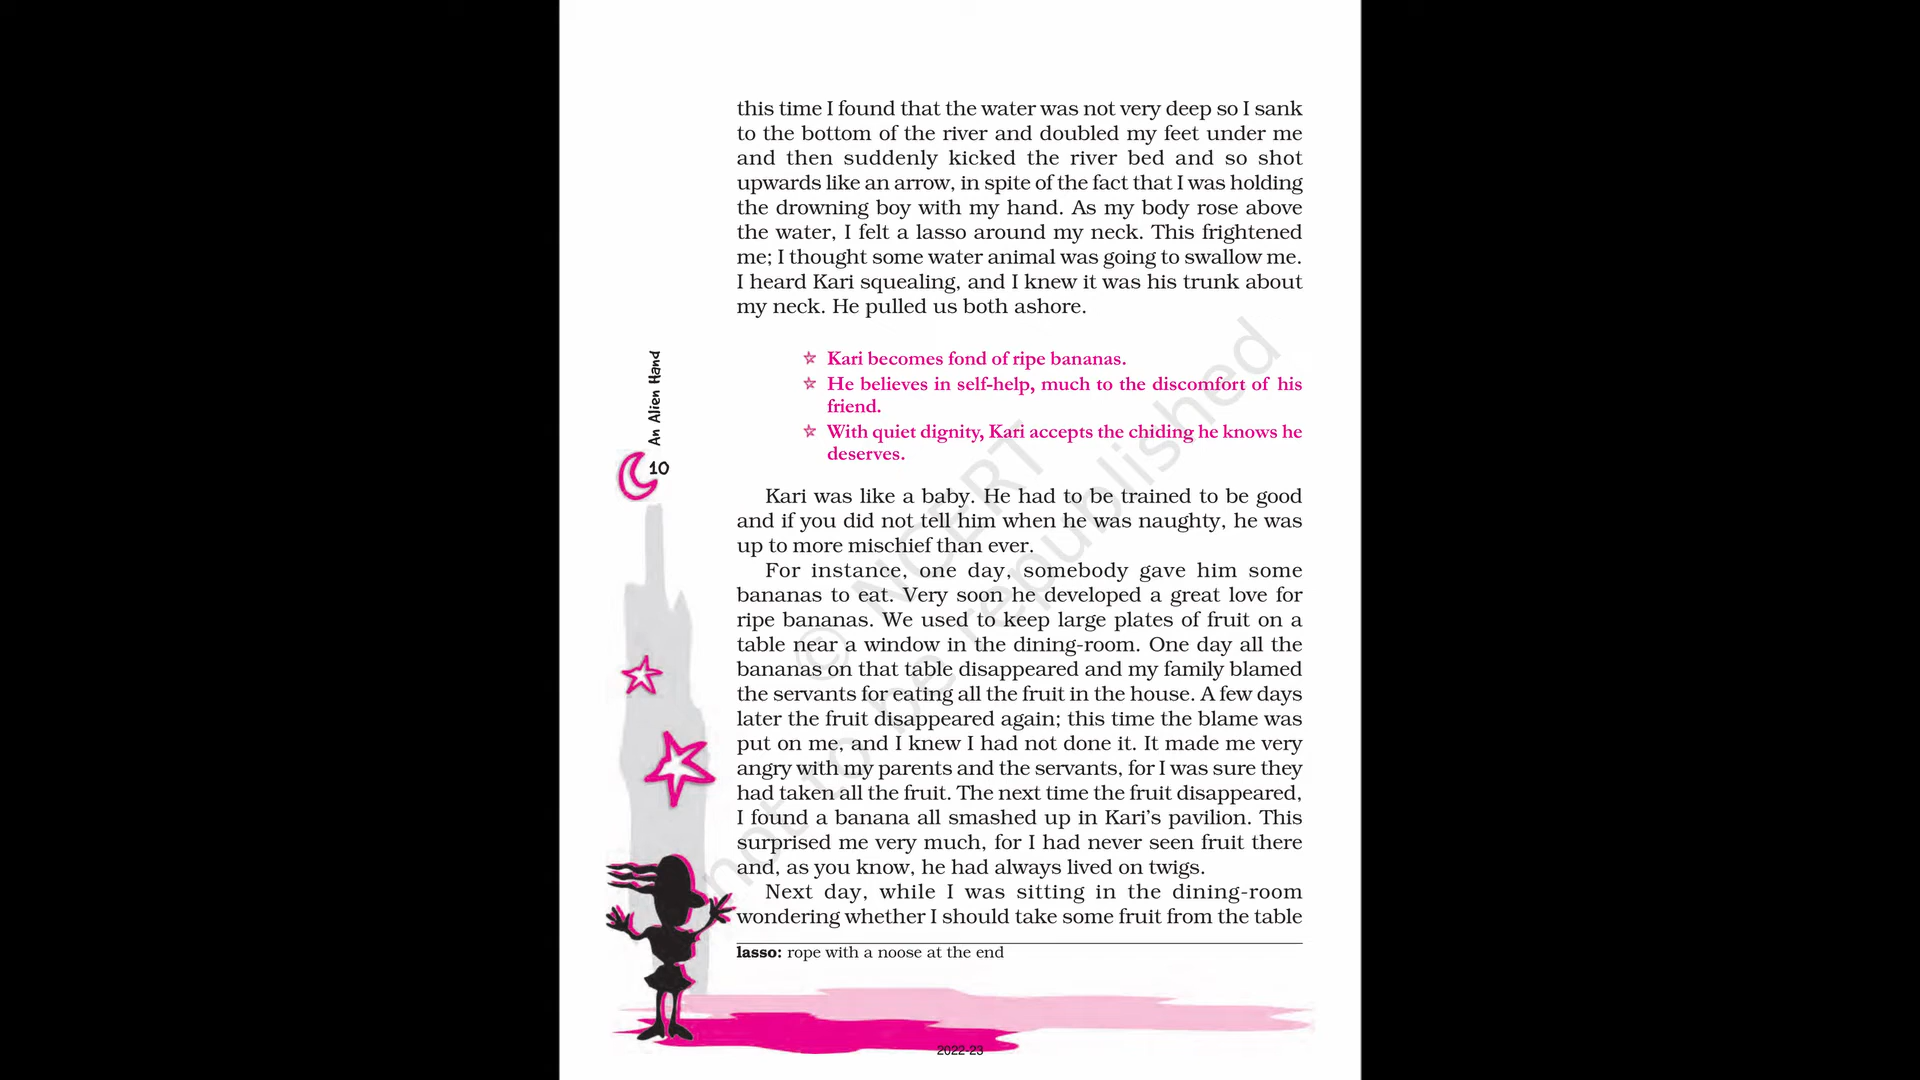 this time I found that the water was not very deep so I sank
to the bottom of the river and doubled my feet under me
and then suddenly kicked the river bed and so shot
upwards like an arrow, in spite of the fact that I was holding
the drowning boy with my hand. As my body rose above
the water, I felt a lasso around my neck. This frightened
me; I thought some water animal was going to swallow me.
I heard Kari squealing, and I knew it was his trunk about
my neck. He pulled us both ashore.
Kari becomes fond of ripe bananas.
He believes in self-help, much to the discomfort of his
friend.
With quiet dignity, Kari accepts the chiding he knows he
deserves.
An Alien Hand
10
Kari was like a baby. He had to be trained to be good
and if you did not tell him when he was naughty, he was
up to more mischief than ever.
For instance, one day, somebody gave him some
bananas to eat. Very soon he developed a great love for
ripe bananas. We used to keep large plates of fruit on a
table near a window in the dining-room. One day all the
bananas on that table disappeared and my family blamed
the servants for eating all the fruit in the house. A few days
later the fruit disappeared again; this time the blame was
put on me, and I knew I had not done it. It made me very
angry with my parents and the servants, for I was sure they
had taken all the fruit. The next time the fruit disappeared,
I found a banana all smashed up in Kari's pavilion. This
surprised me very much, for I had never seen fruit there
and, as you know, he had always lived on twigs.
Next day, while I was sitting in the dining-room
wondering whether I should take some fruit from the table
lasso: rope with a noose at the end
2022-23
© NCERT
not to be republished